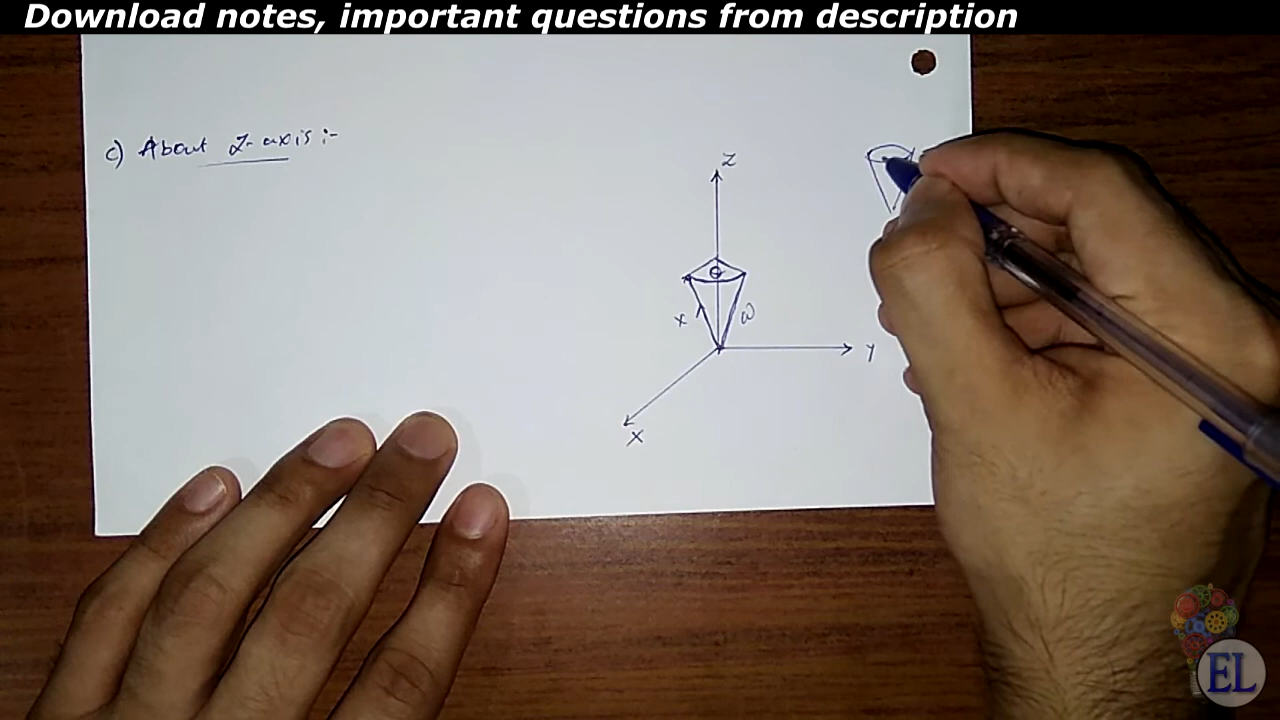 Download notes, important questions from description
c) About Z-axis :-
Z
θ
x ω
Y
X
EL